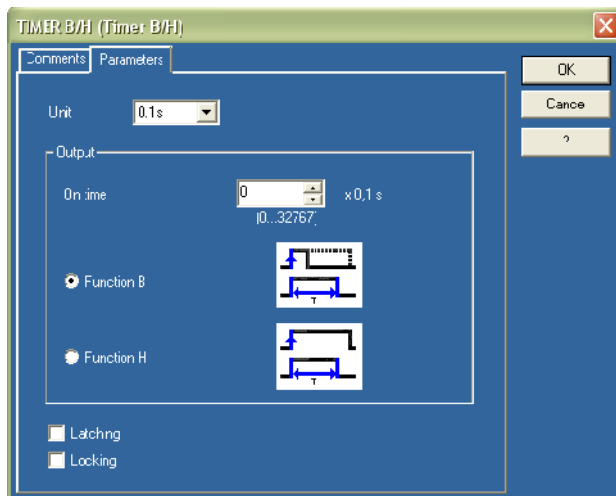 TIMER B/H (Timer B/H)
Comments
Parameters
OK
Cance
?
Unit
0.1s
Output
On time
0
x 0,1 s
[0...32767]
Function B
T
Function H
T
Latching
Locking